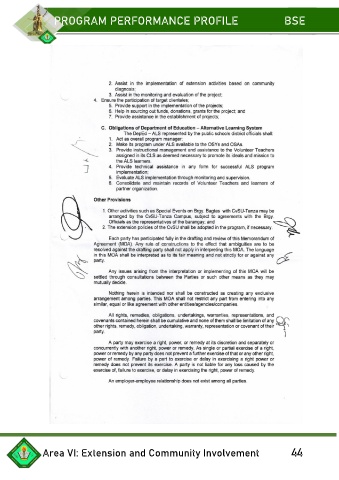 PROGRAM PERFORMANCE PROFILE BSE
2. Assist in the implementation of extension activities based on community
diagnosis;
3. Assist in the monitoring and evaluation of the project;
4. Ensure the participation of target clienteles;
5. Provide support in the implementation of the projects;
6. Help in sourcing out funds, donations, grants for the project; and
7. Provide assistance in the establishment of projects.
C. Obligations of Department of Education – Alternative Learning System
The DepEd – ALS represented by the public schools district officials shall:
1. Act as overall program manager;
2. Make its program under ALS available to the OSYs and OSAs
3. Provide instructional management and assistance to the Volunteer Teachers
assigned in its CLS as deemed necessary to promote its ideals and mission to
the ALS learners
4. Provide technical assistance in any form for successful ALS program
implementation;
5. Evaluate ALS implementation through monitoring and supervision;
6. Consolidate and maintain records of Volunteer Teachers and learners of
partner organization.
Other Provisions
1. Other activities such as Special Events on Brgy. Bagtas with CvSU-Tanza may be
arranged by the CvSU-Tanza Campus, subject to agreements with the Brgy.
Officials as the representatives of the barangay; and
2. The extension policies of the CvSU shall be adopted in the program, if necessary.
Each party has participated fully in the drafting and review of this Memorandum of
Agreement (MOA). Any rule of constructions to the effect that ambiguities are to be
resolved against the drafting party shall not apply in interpreting this MOA. The language
in this MOA shall be interpreted as to its fair meaning and not strictly for or against any
party.
Any issues arising from the interpretation or implementing of this MOA will be
settled through consultations between the Parties or such other means as they may
mutually decide.
Nothing herein is intended nor shall be construed as creating any exclusive
arrangement among parties. This MOA shall not restrict any part from entering into any
similar, equal or like agreement with other entities/agencies/companies.
All rights, remedies, obligations, undertakings, warranties, representations, and
covenants contained herein shall be cumulative and none of them shall be limitation of any
other rights, remedy, obligation, undertaking, warranty, representation or covenant of their
party.
A party may exercise a right, power, or remedy at its discretion and separately or
concurrently with another right, power or remedy. As single or partial exercise of a right,
power or remedy by any party does not prevent a further exercise of that or any other right,
power of remedy. Failure by a part to exercise or delay in exercising a right power or
remedy does not prevent its exercise. A party is not liable for any loss caused by the
exercise of, failure to exercise, or delay in exercising the right, power of remedy.
An employer-employee relationship does not exist among all parties.
Area VI: Extension and Community Involvement 44